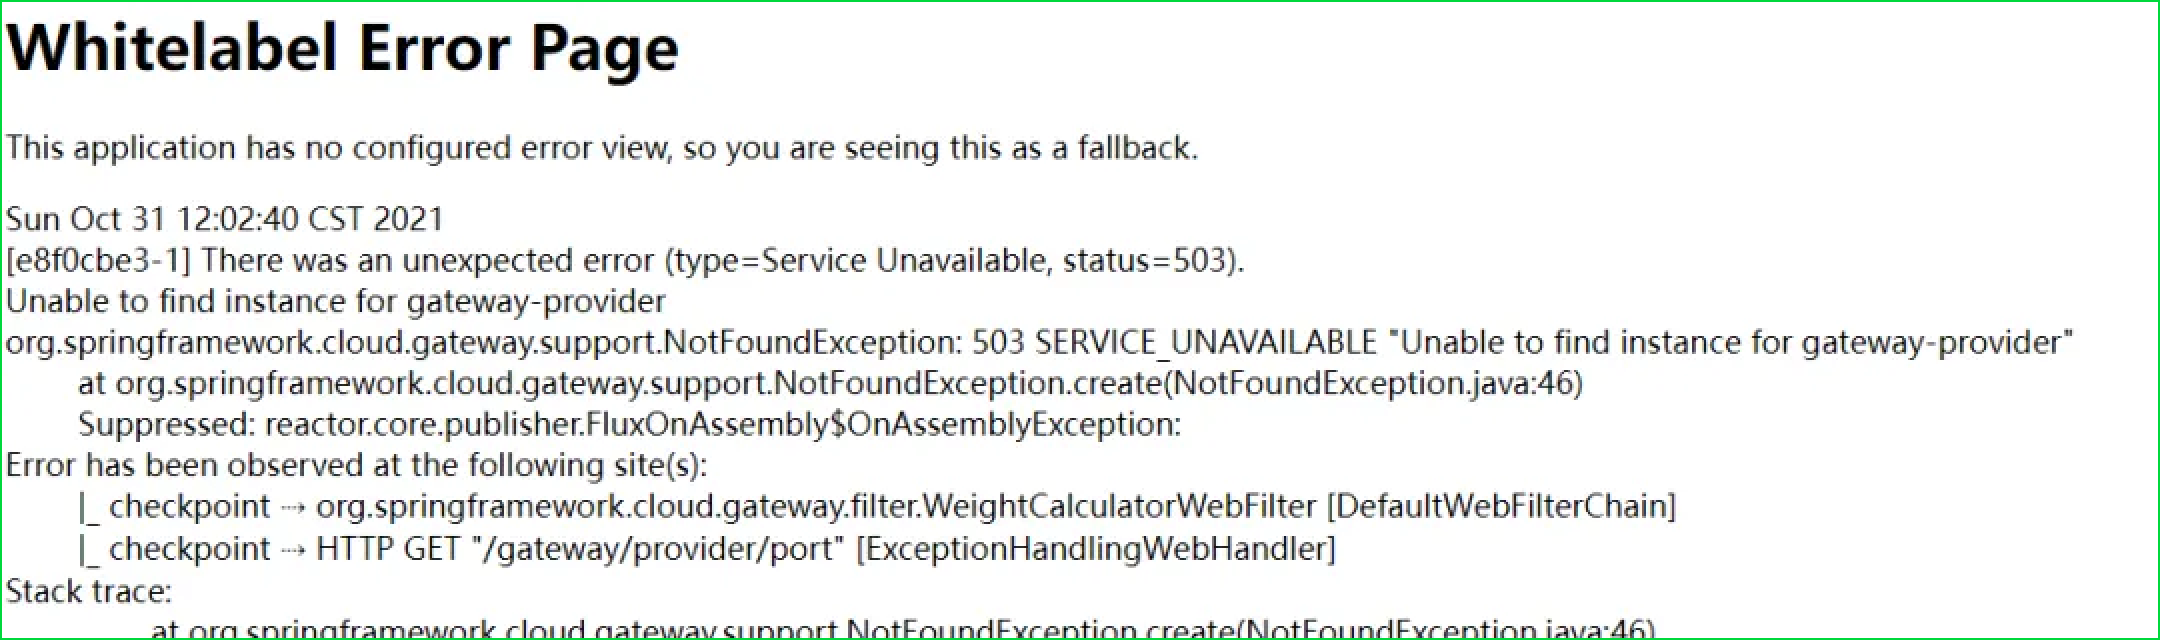 Whitelabel Error Page
This application has no configured error view, so you are seeing this as a fallback.
Sun Oct 31 12:02:40 CST 2021
[e8f0cbe3-1] There was an unexpected error (type=Service Unavailable, status=503).
Unable to find instance for gateway-provider
org.springframework.cloud.gateway.support.NotFoundException: 503 SERVICE_UNAVAILABLE "Unable to find instance for gateway-provider"
at org.springframework.cloud.gateway.support.NotFoundException.create(NotFoundException.java:46)
Suppressed: reactor.core.publisher.FluxOnAssembly$OnAssemblyException:
Error has been observed at the following site(s):
|_ checkpoint ⇢ org.springframework.cloud.gateway.filter.WeightCalculatorWebFilter [DefaultWebFilterChain]
|_ checkpoint ⇢ HTTP GET "/gateway/provider/port" [ExceptionHandlingWebHandler]
Stack trace:
at org.springframework.cloud.gateway.support.NotFoundException.create(NotFoundException.java:46)